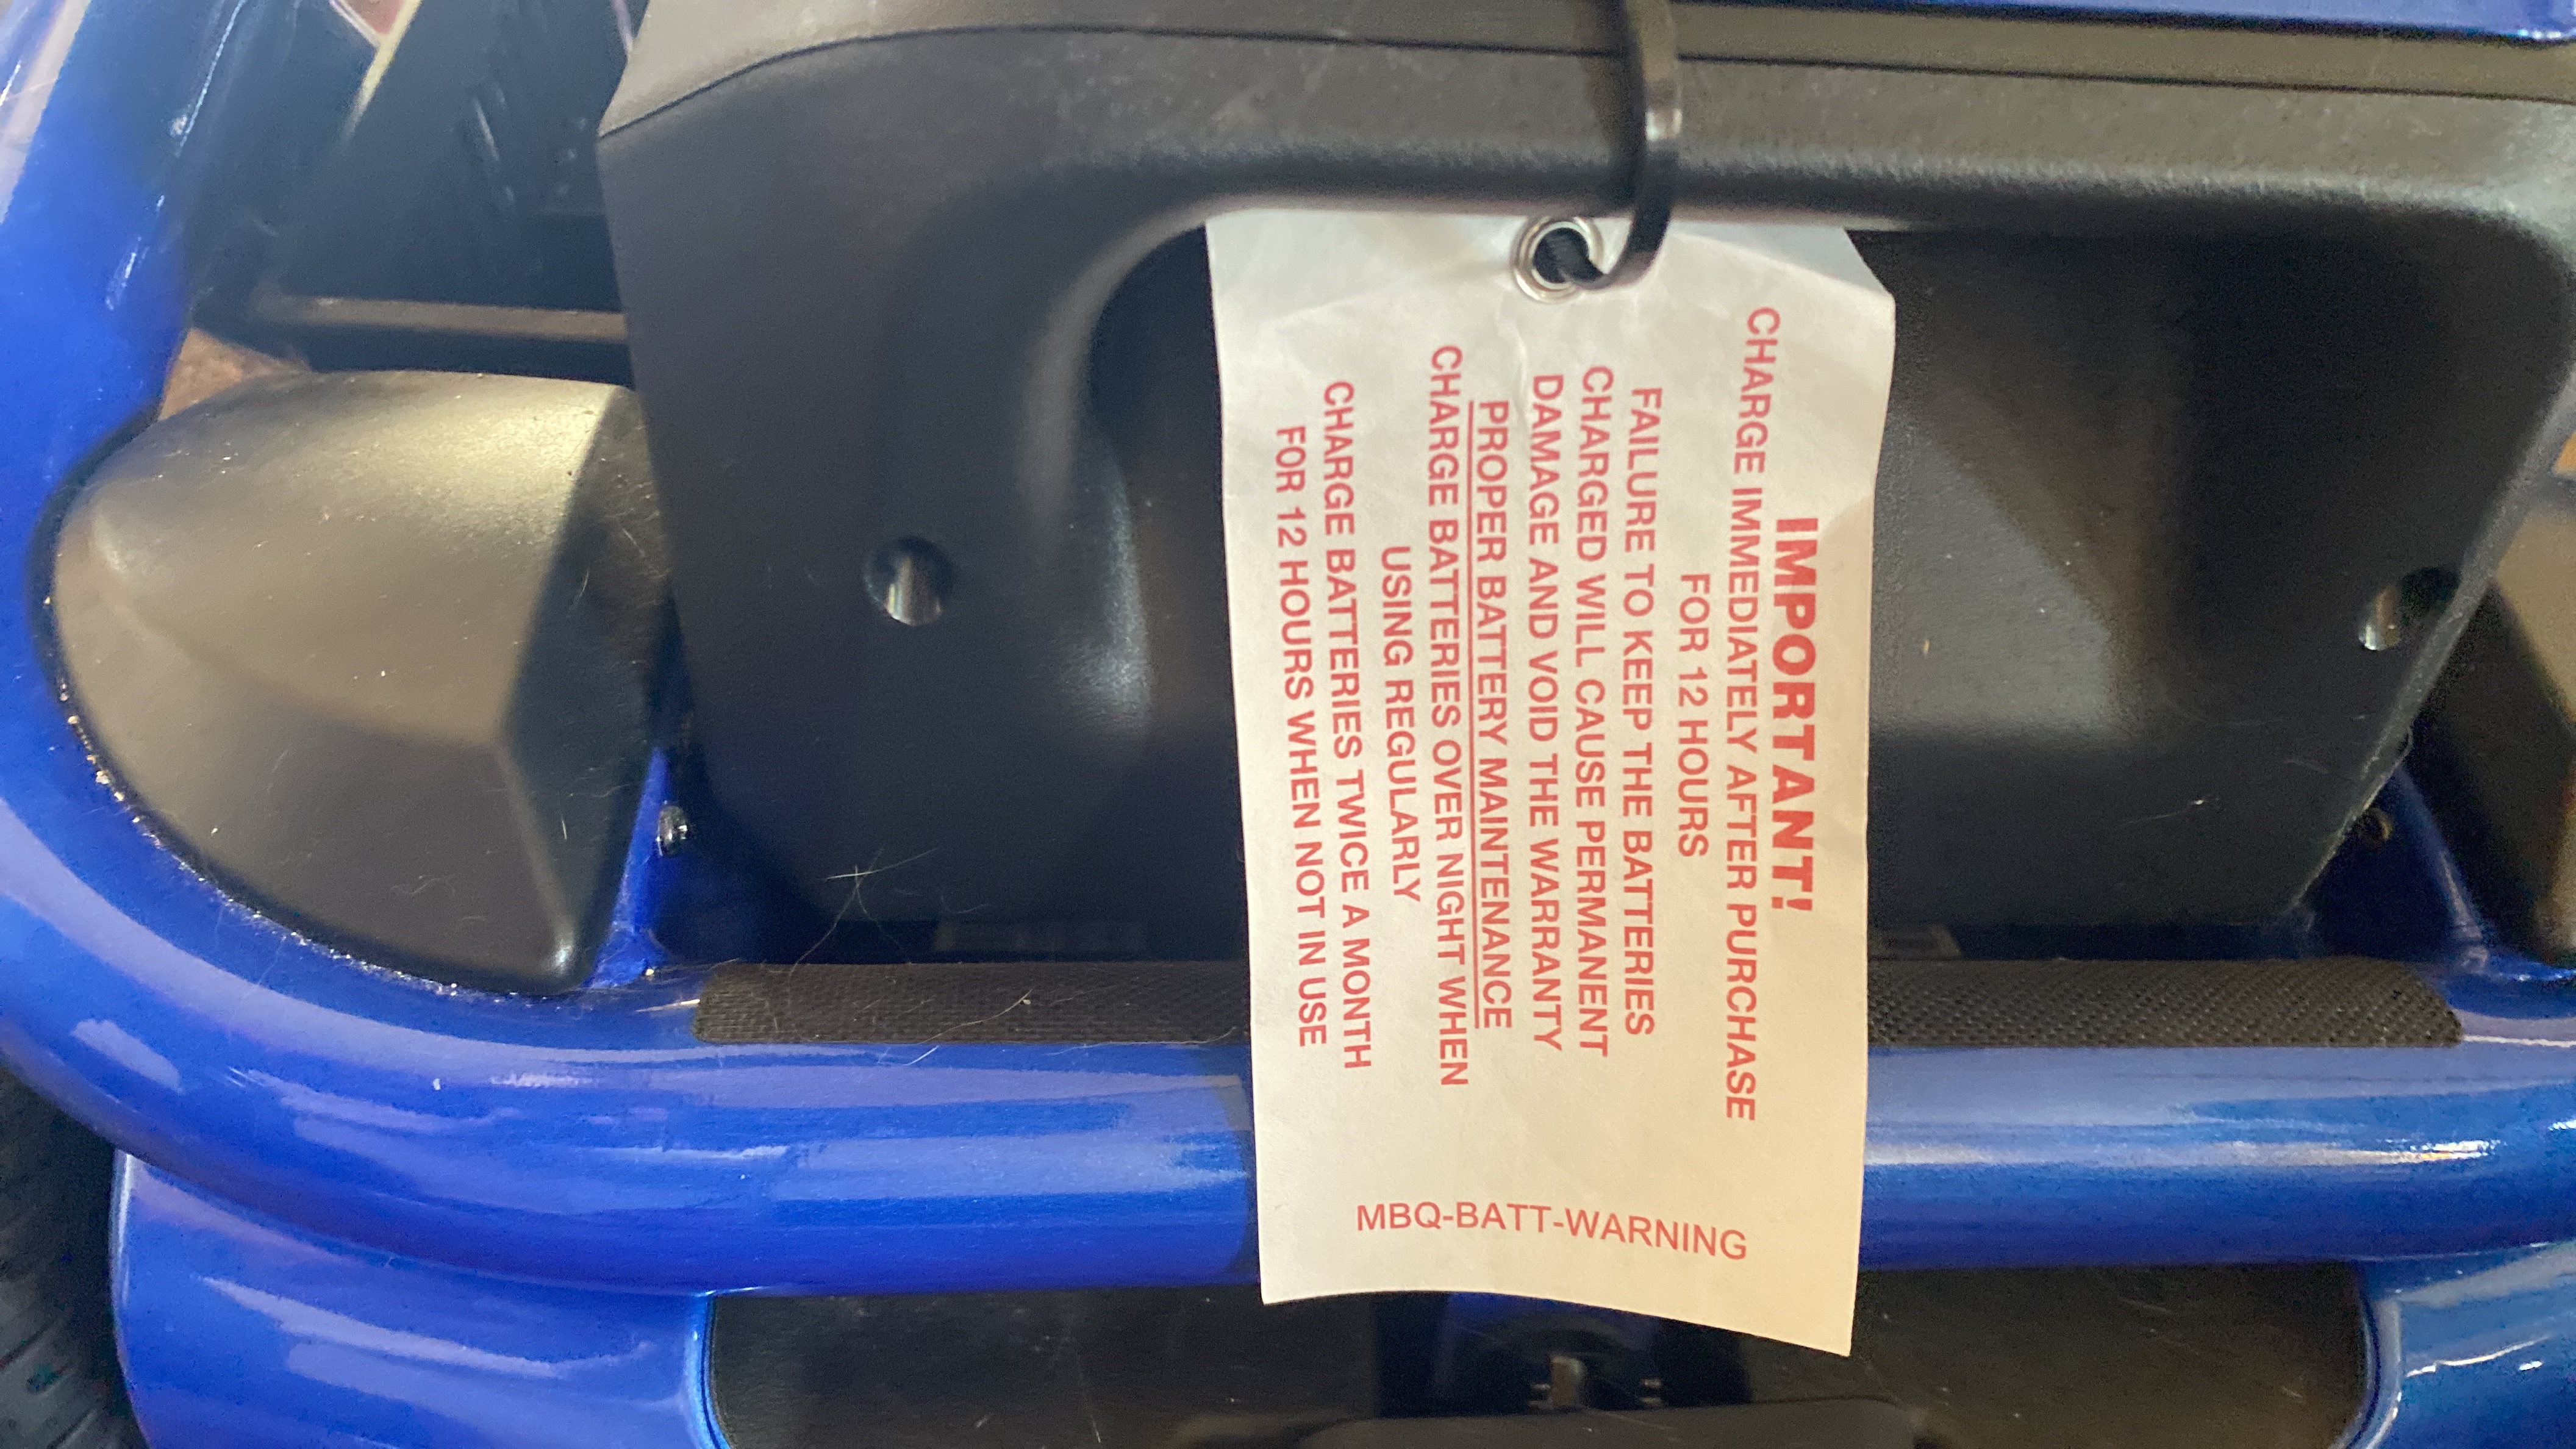 IMPORTANT!
CHARGE IMMEDIATELY AFTER PURCHASE
FOR 12 HOURS
FAILURE TO KEEP THE BATTERIES
CHARGED WILL CAUSE PERMANENT
DAMAGE AND VOID THE WARRANTY
PROPER BATTERY MAINTENANCE
CHARGE BATTERIES OVER NIGHT WHEN
USING REGULARLY
CHARGE BATTERIES TWICE A MONTH
FOR 12 HOURS WHEN NOT IN USE
MBQ-BATT-WARNING